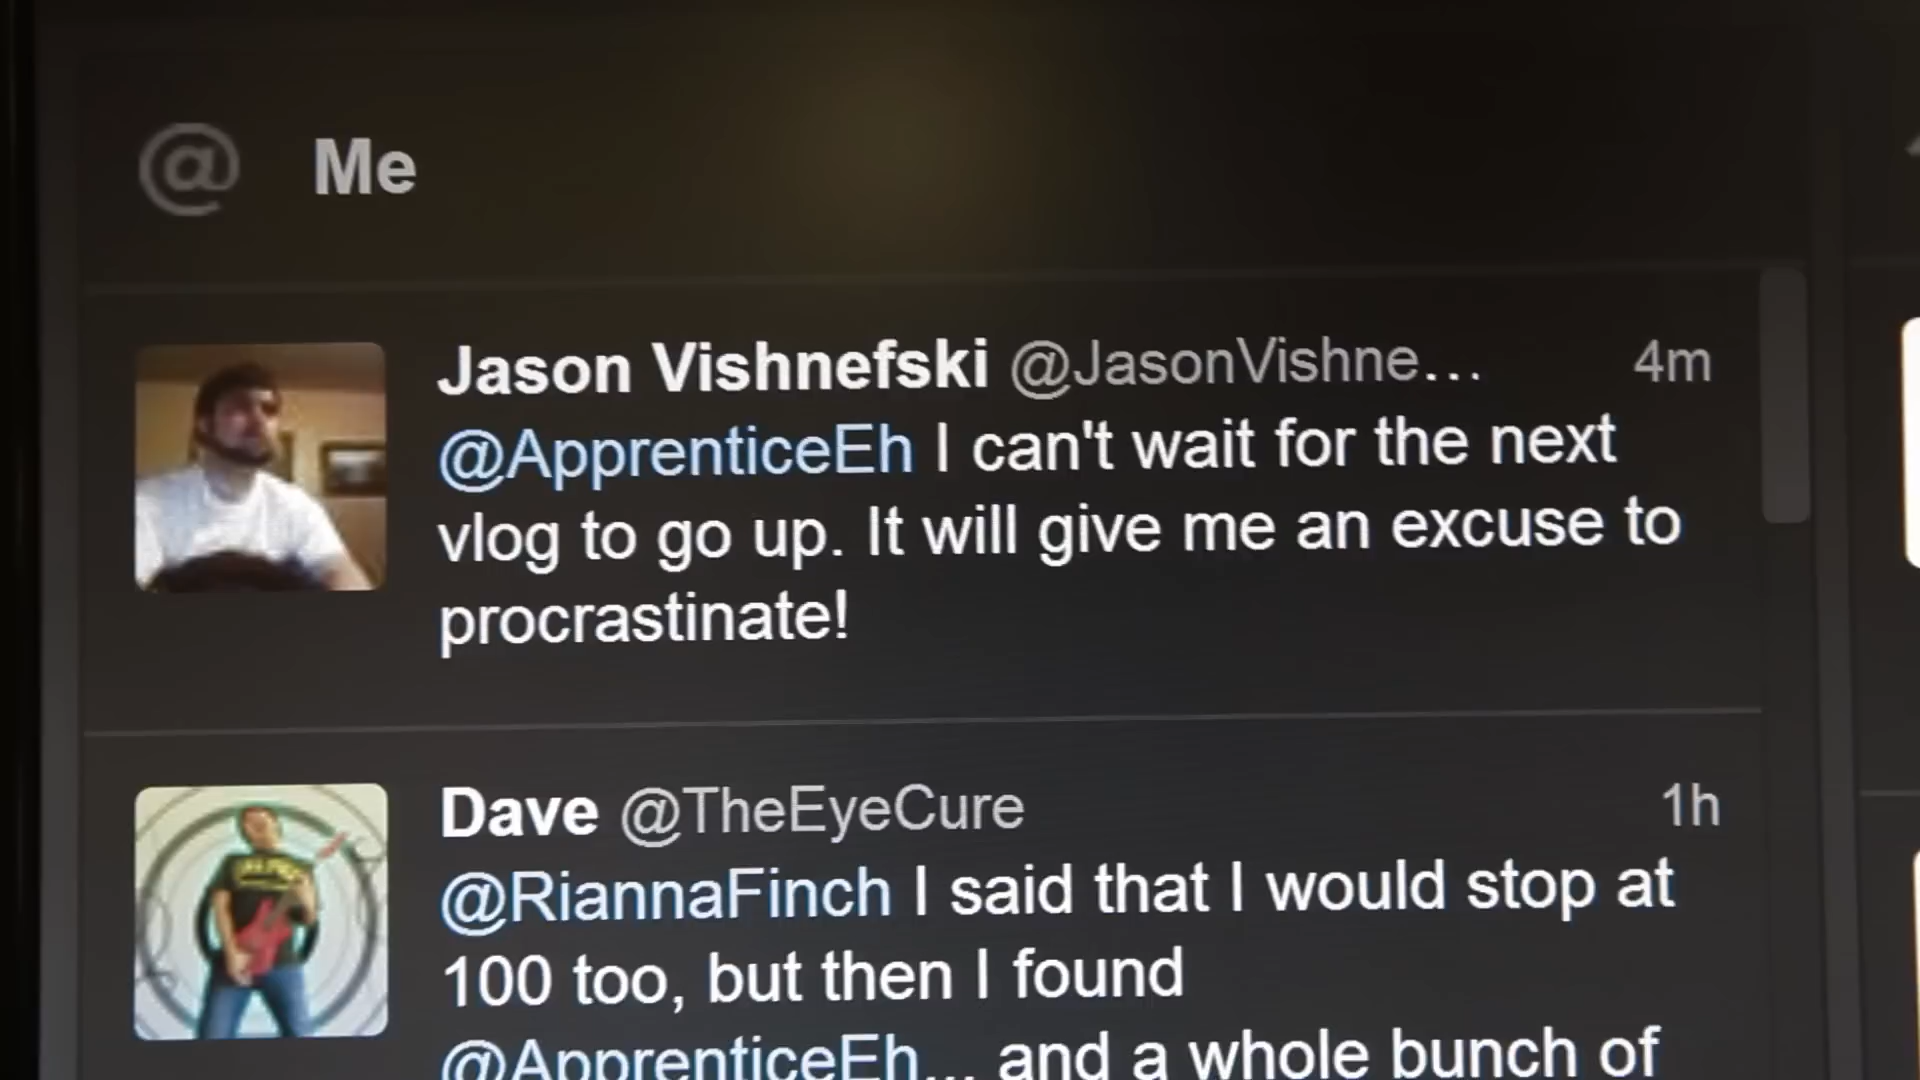 @ Me
Jason Vishnefski @JasonVishne... 4m
@ApprenticeEh I can't wait for the next
vlog to go up. It will give me an excuse to
procrastinate!
Dave @TheEyeCure 1h
@RiannaFinch I said that I would stop at
100 too, but then I found
@ApprenticeEh... and a whole bunch of